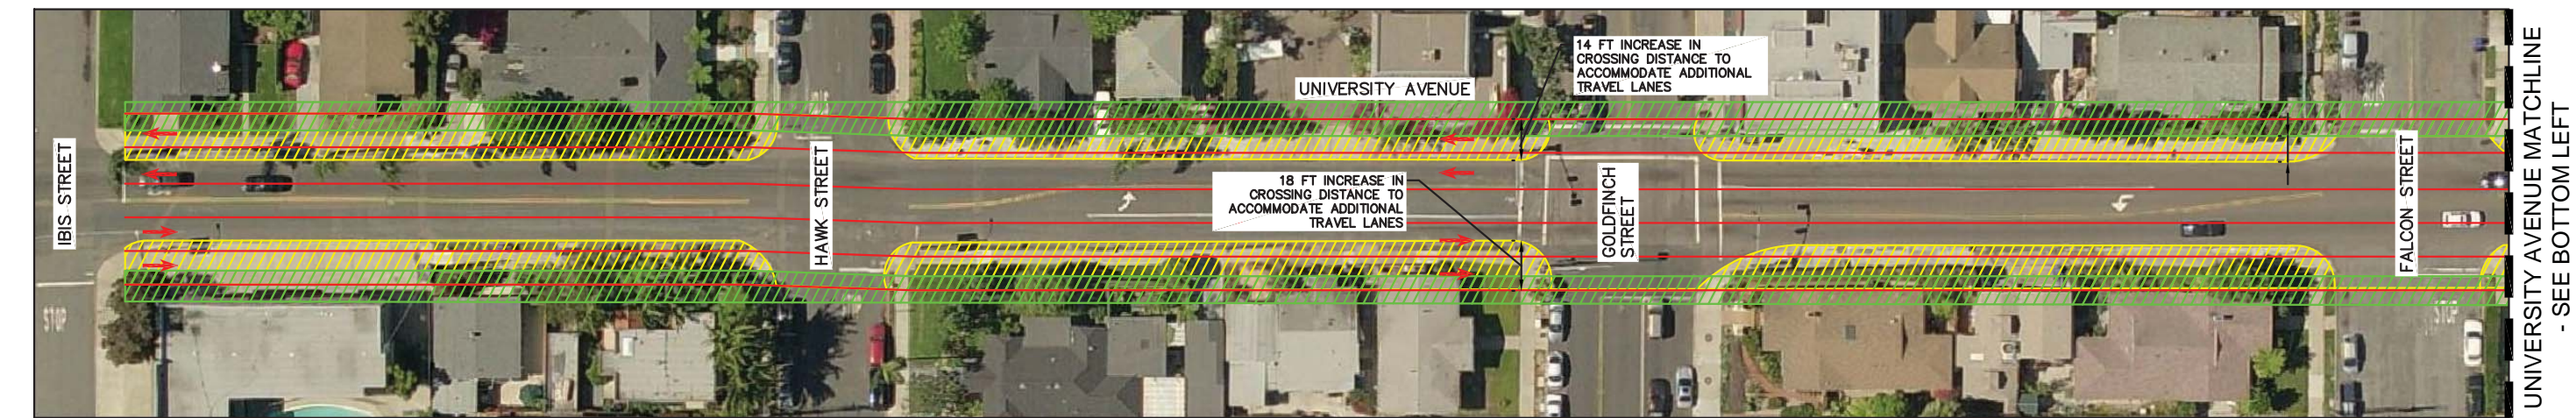 IBIS STREET
STOP
HAWK STREET
UNIVERSITY AVENUE
14 FT INCREASE IN
CROSSING DISTANCE TO
ACCOMMODATE ADDITIONAL
TRAVEL LANES
18 FT INCREASE IN
CROSSING DISTANCE TO
ACCOMMODATE ADDITIONAL
TRAVEL LANES
GOLDFINCH
STREET
FALCON STREET
STOP
UNIVERSITY AVENUE MATCHLINE
- SEE BOTTOM LEFT